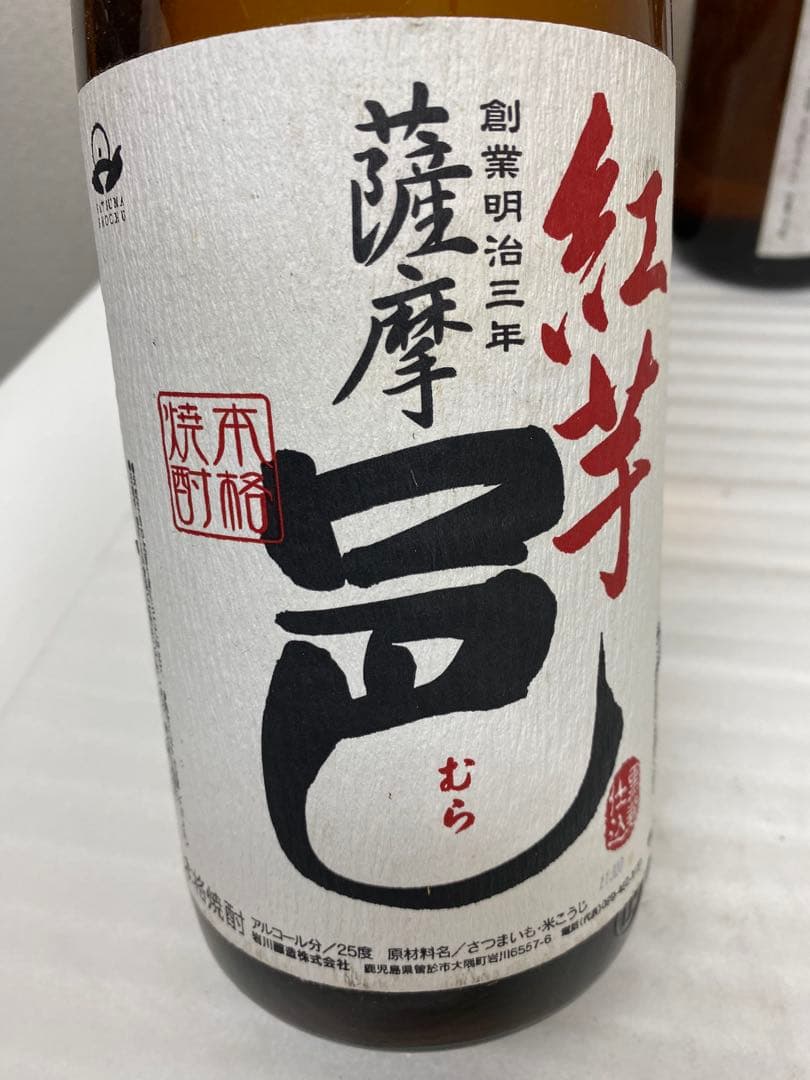 紅芋
創業明治三年
薩摩
邑
むら
本格
焼酎
仕込
本格焼酎
アルコール分/25度 原材料名/さつまいも・米こうじ
岩川醸造株式会社 鹿児島県曽於市大隅町岩川6557-6